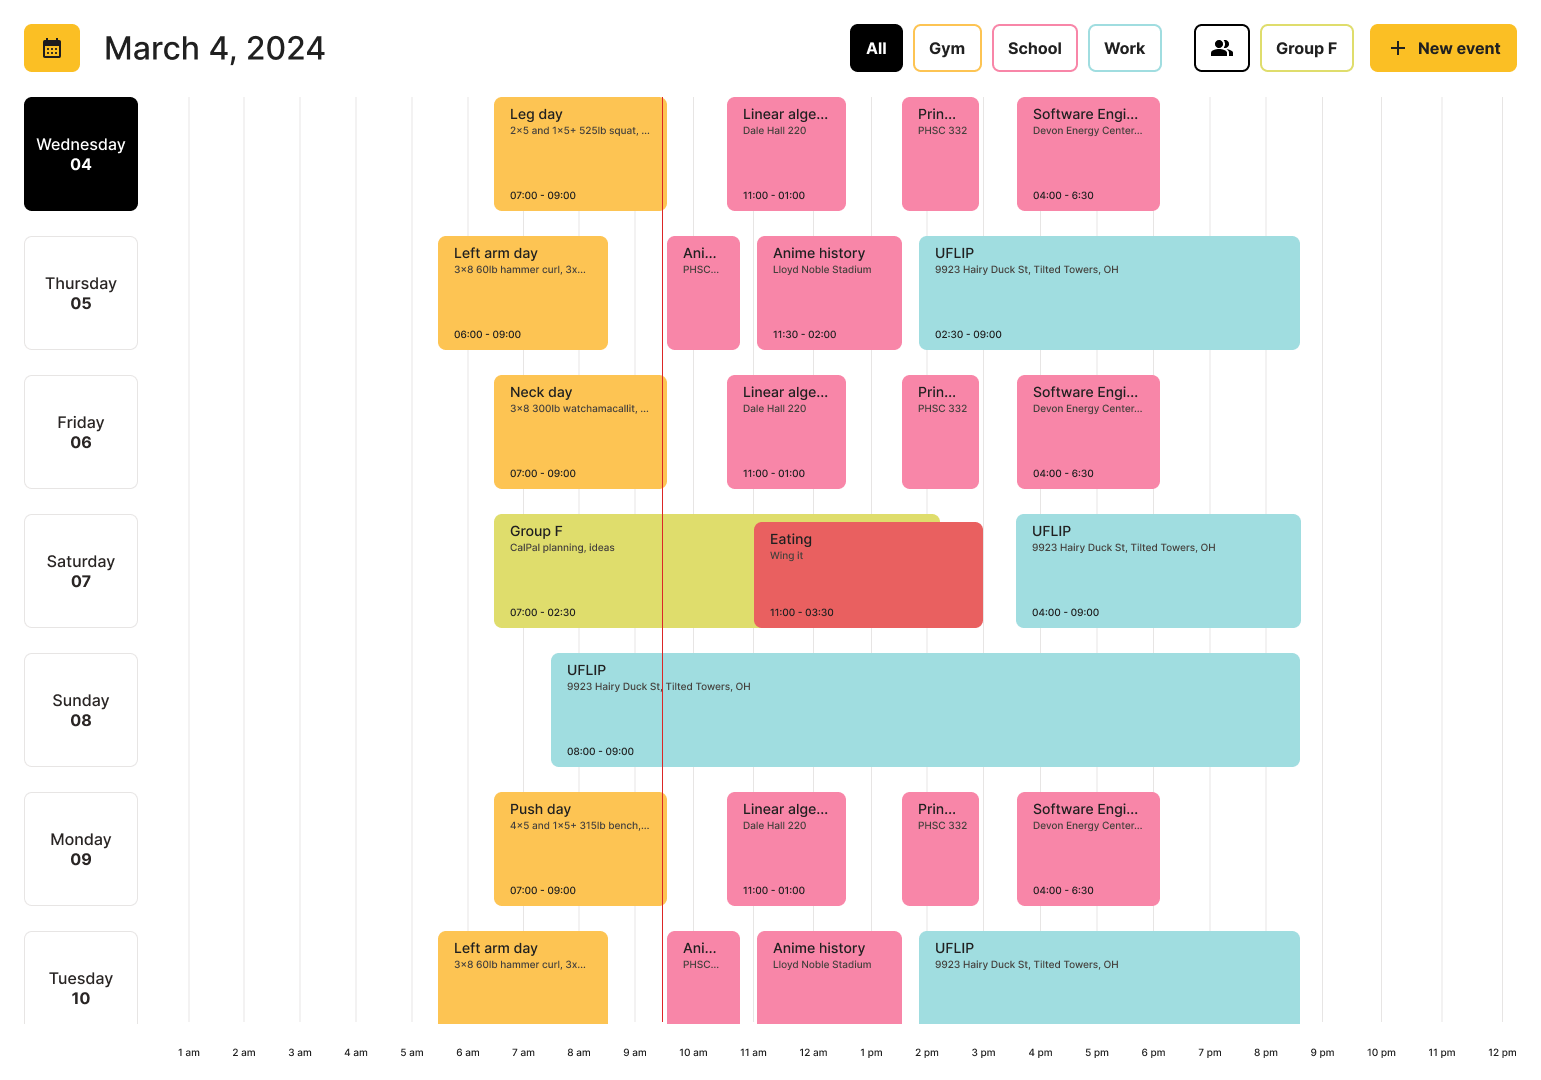 March 4, 2024
All
Gym
School
Work
Group F
New event
Wednesday
04
Leg day
2×5 and 1×5+ 525lb squat, ...
07:00 - 09:00
Linear alge...
Dale Hall 220
11:00 - 01:00
Prin...
PHSC 332
Software Engi...
Devon Energy Center...
04:00 - 6:30
Thursday
05
Left arm day
3×8 60lb hammer curl, 3x...
06:00 - 09:00
Ani...
PHSC...
Anime history
Lloyd Noble Stadium
11:30 - 02:00
UFLIP
9923 Hairy Duck St, Tilted Towers, OH
02:30 - 09:00
Friday
06
Neck day
3×8 300lb watchamacallit, ...
07:00 - 09:00
Linear alge...
Dale Hall 220
11:00 - 01:00
Prin...
PHSC 332
Software Engi...
Devon Energy Center...
04:00 - 6:30
Saturday
07
Group F
CalPal planning, ideas
07:00 - 02:30
Eating
Wing it
11:00 - 03:30
UFLIP
9923 Hairy Duck St, Tilted Towers, OH
04:00 - 09:00
Sunday
08
UFLIP
9923 Hairy Duck St, Tilted Towers, OH
08:00 - 09:00
Monday
09
Push day
4×5 and 1×5+ 315lb bench,...
07:00 - 09:00
Linear alge...
Dale Hall 220
11:00 - 01:00
Prin...
PHSC 332
Software Engi...
Devon Energy Center...
04:00 - 6:30
Tuesday
10
Left arm day
3×8 60lb hammer curl, 3x...
Ani...
PHSC...
Anime history
Lloyd Noble Stadium
UFLIP
9923 Hairy Duck St, Tilted Towers, OH
1 am 2 am 3 am 4 am 5 am 6 am 7 am 8 am 9 am 10 am 11 am 12 am 1 pm 2 pm 3 pm 4 pm 5 pm 6 pm 7 pm 8 pm 9 pm 10 pm 11 pm 12 pm